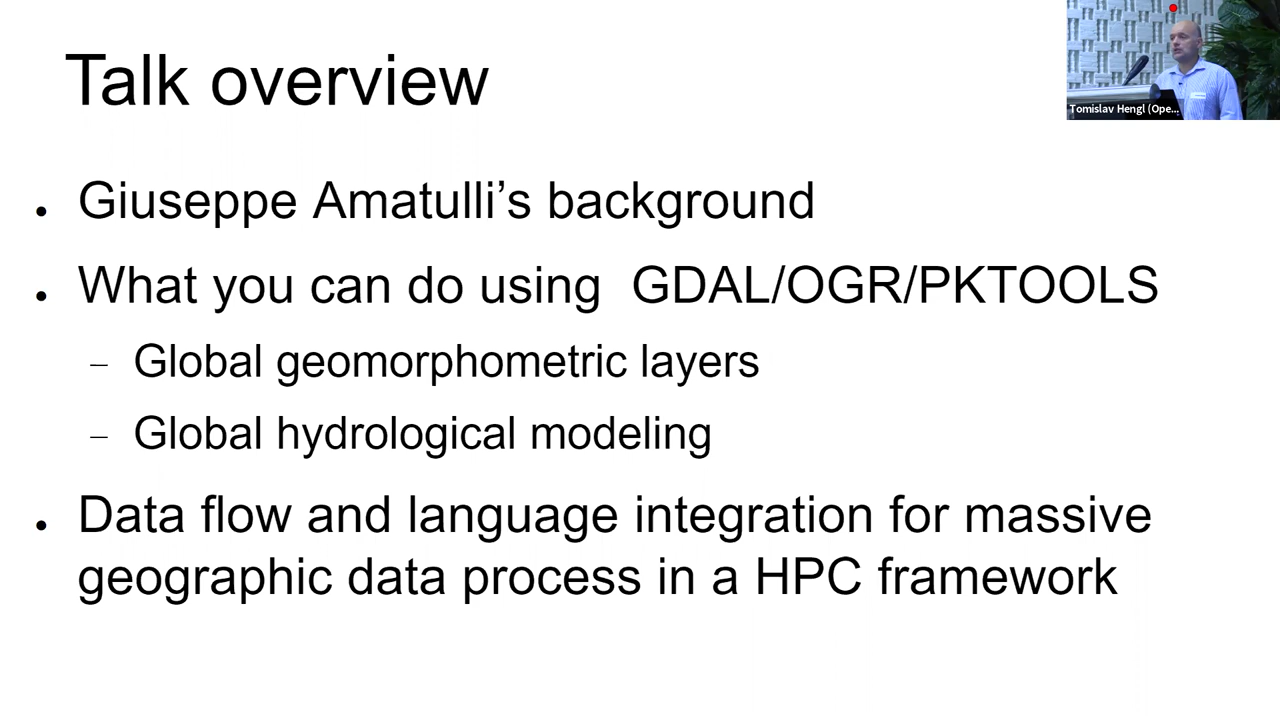 Talk overview
Tomislav Hengl (Ope...
• Giuseppe Amatulli’s background
• What you can do using GDAL/OGR/PKTOOLS
– Global geomorphometric layers
– Global hydrological modeling
• Data flow and language integration for massive
geographic data process in a HPC framework